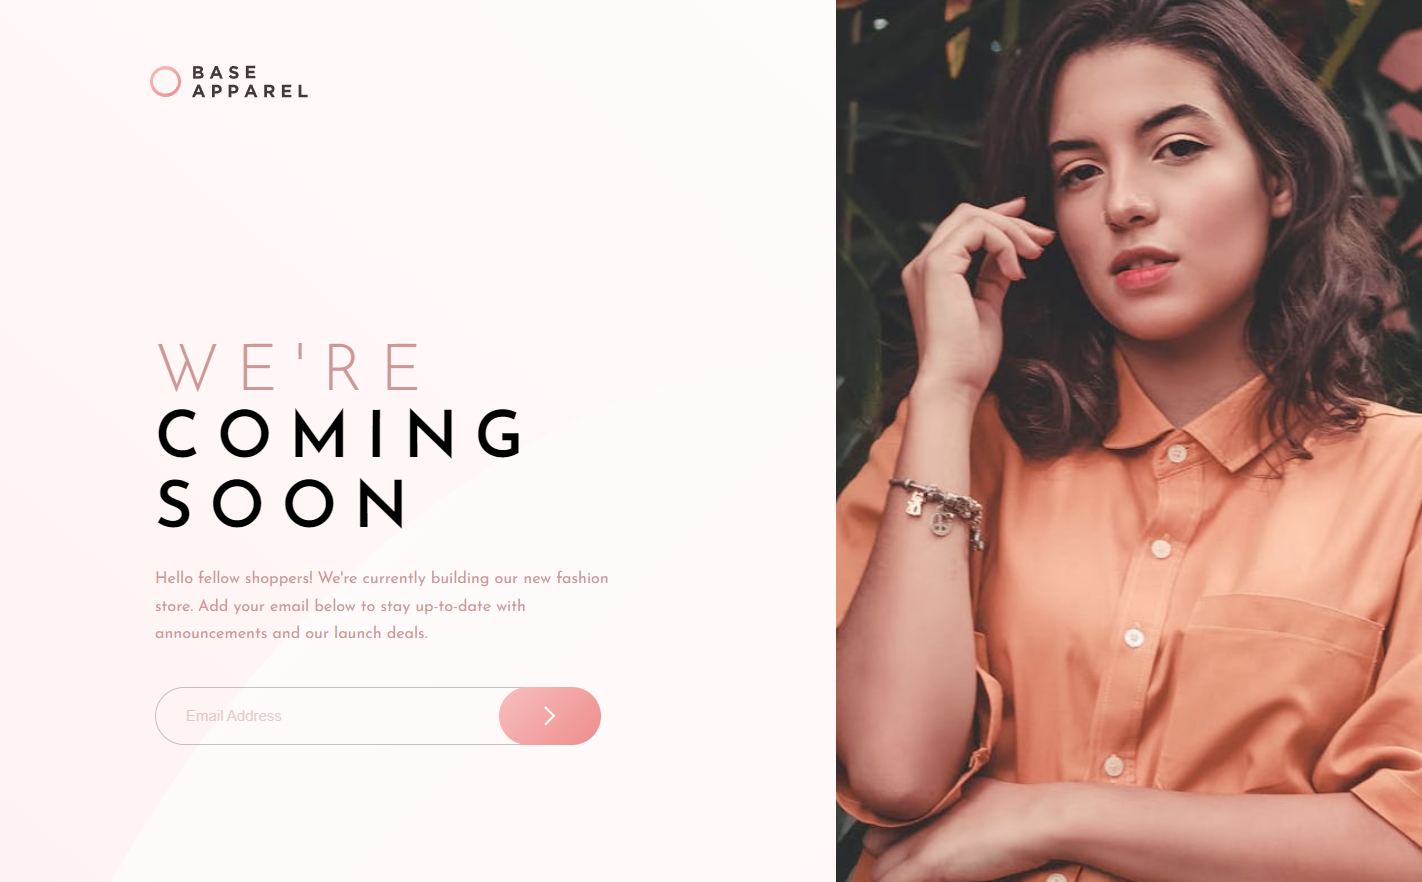 BASE
APPAREL
WE'RE
COMING
SOON
Hello fellow shoppers! We're currently building our new fashion
store. Add your email below to stay up-to-date with
announcements and our launch deals.
Email Address